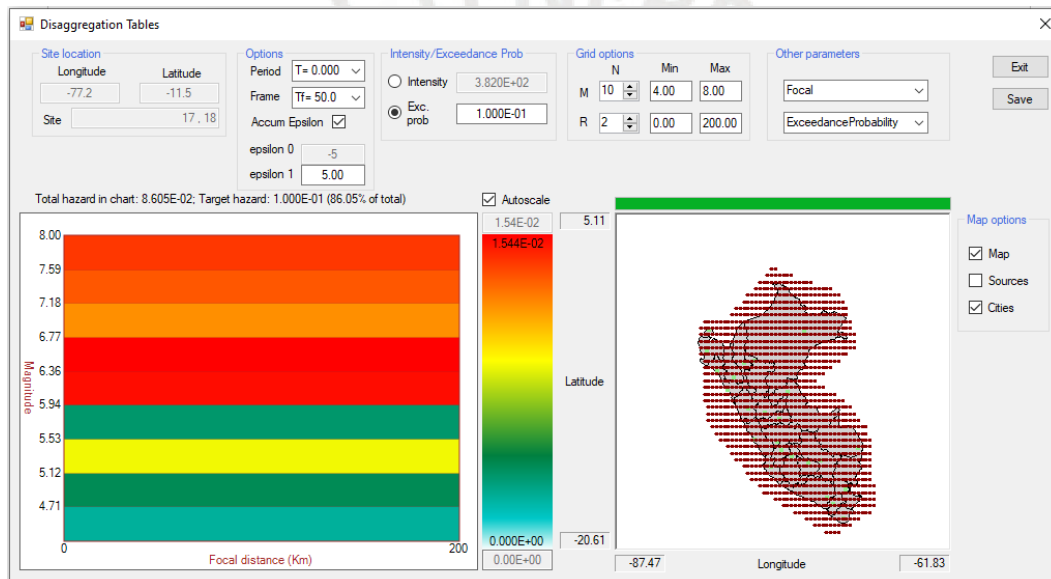 Disaggregation Tables
Site location
Longitude Latitude
-77.2 -11.5
Site 17 , 18
Options
Period T= 0.000
Frame Tf= 50.0
Accum Epsilon
epsilon 0 -5
epsilon 1 5.00
Intensity/Exceedance Prob
Intensity 3.820E+02
Exc. prob 1.000E-01
Grid options
N Min Max
M 10 4.00 8.00
R 2 0.00 200.00
Other parameters
Focal
ExceedanceProbability
Exit
Save
Total hazard in chart: 8.605E-02; Target hazard: 1.000E-01 (86.05% of total)
8.00
7.59
7.18
6.77
6.36
5.94
5.53
5.12
4.71
Magnitude
0 200
Focal distance (Km)
Autoscale
1.54E-02
1.544E-02
0.000E+00
0.00E+00
5.11
Latitude
-20.61
-87.47 Longitude -61.83
Map options
Map
Sources
Cities